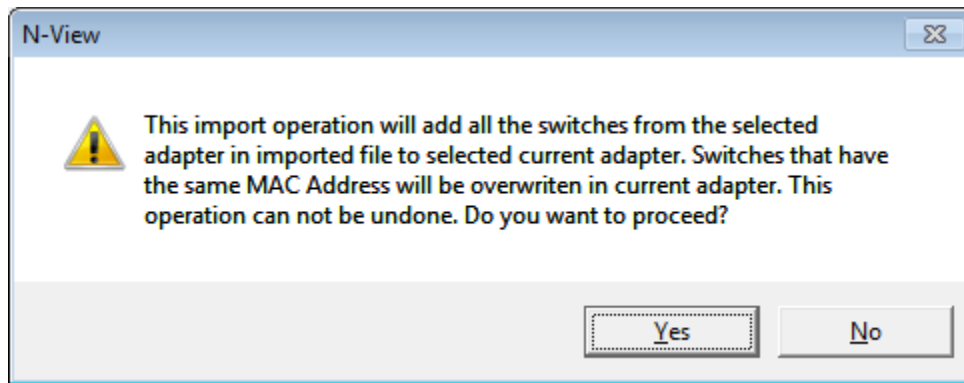 N-View
This import operation will add all the switches from the selected
adapter in imported file to selected current adapter. Switches that have
the same MAC Address will be overwriten in current adapter. This
operation can not be undone. Do you want to proceed?
Yes
No